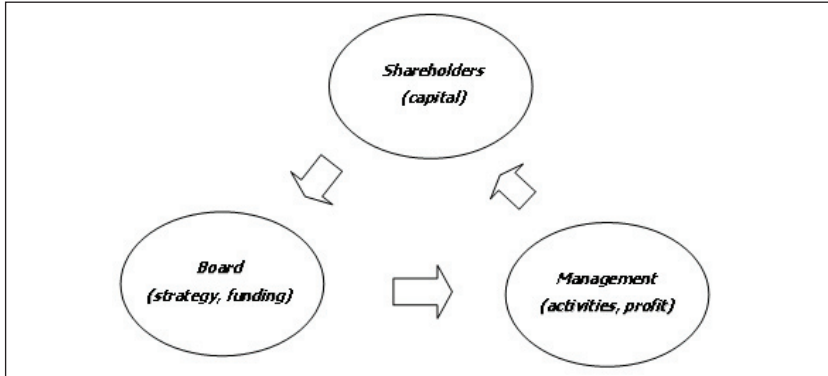 Shareholders
(capital)
Board
(strategy, funding)
Management
(activities, profit)